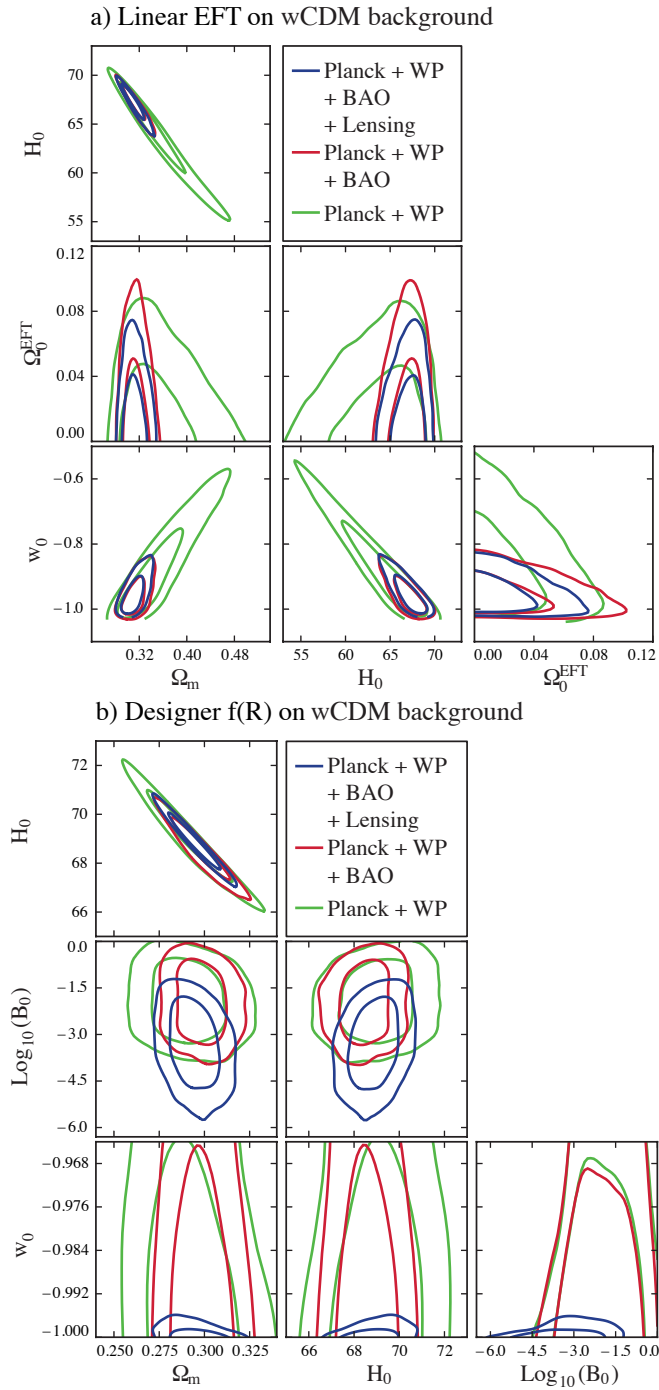 a) Linear EFT on wCDM background
70
65
60
55
H₀
Planck + WP
+ BAO
+ Lensing
Planck + WP
+ BAO
Planck + WP
0.12
0.08
0.04
0.00
Ω₀ᴱᶠᵀ
−0.6
−0.8
−1.0
w₀
0.32 0.40 0.48
Ωₘ
55 60 65 70
H₀
0.00 0.04 0.08 0.12
Ω₀ᴱᶠᵀ
b) Designer f(R) on wCDM background
72
70
68
66
H₀
Planck + WP
+ BAO
+ Lensing
Planck + WP
+ BAO
Planck + WP
0.0
−1.5
−3.0
−4.5
−6.0
Log₁₀(B₀)
−0.968
−0.976
−0.984
−0.992
−1.000
w₀
0.250 0.275 0.300 0.325
Ωₘ
66 68 70 72
H₀
−6.0 −4.5 −3.0 −1.5 0.0
Log₁₀(B₀)